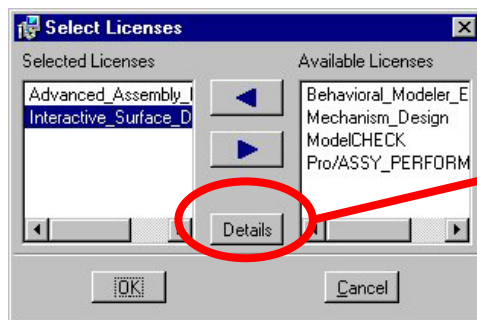 Select Licenses
Selected Licenses
Available Licenses
Advanced_Assembly_
Interactive_Surface_D
Behavioral_Modeler_E
Mechanism_Design
ModelCHECK
Pro/ASSY_PERFORM
Details
OK
Cancel